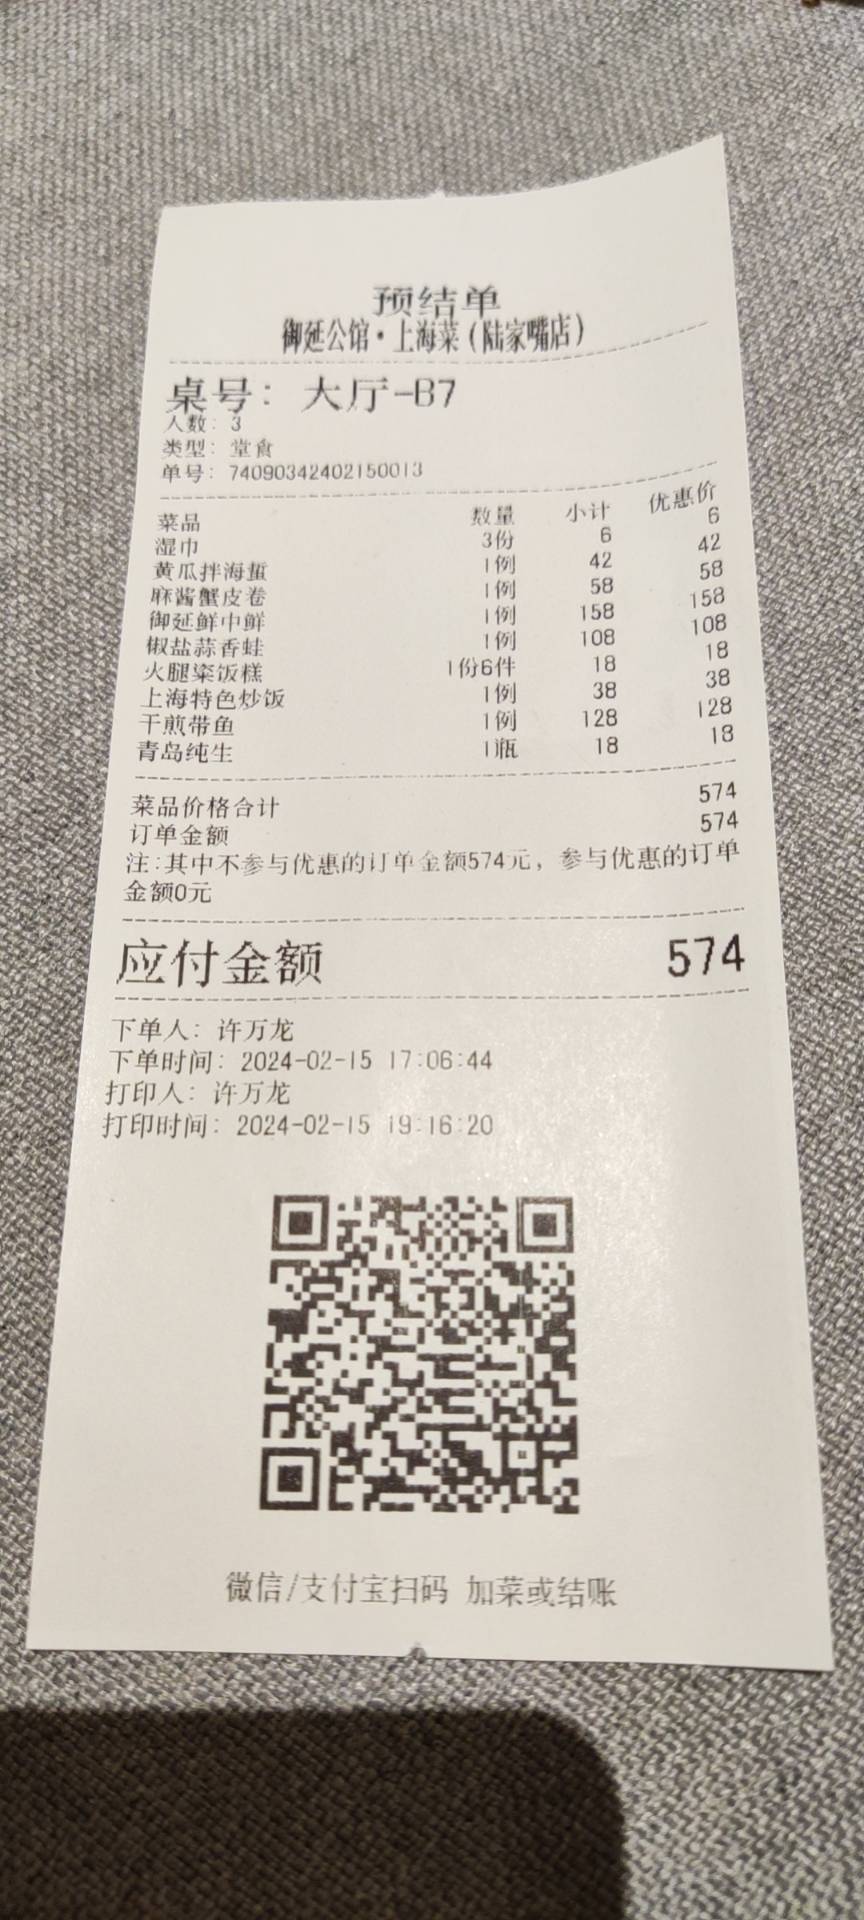 预结单
御延公馆·上海菜(陆家嘴店)
桌号: 大厅-B7
人数: 3
类型: 堂食
单号: 74090342402150013
菜品 数量 小计 优惠价
湿巾 3份 6 6
黄瓜拌海蜇 1例 42 42
麻酱蟹皮卷 1例 58 58
御延鲜中鲜 1例 158 158
椒盐蒜香蛙 1例 108 108
火腿粢饭糕 1份6件 18 18
上海特色炒饭 1例 38 38
干煎带鱼 1例 128 128
青岛纯生 1瓶 18 18
菜品价格合计 574
订单金额 574
注:其中不参与优惠的订单金额574元, 参与优惠的订单
金额0元
应付金额 574
下单人: 许万龙
下单时间: 2024-02-15 17:06:44
打印人: 许万龙
打印时间: 2024-02-15 19:16:20
微信/支付宝扫码 加菜或结账